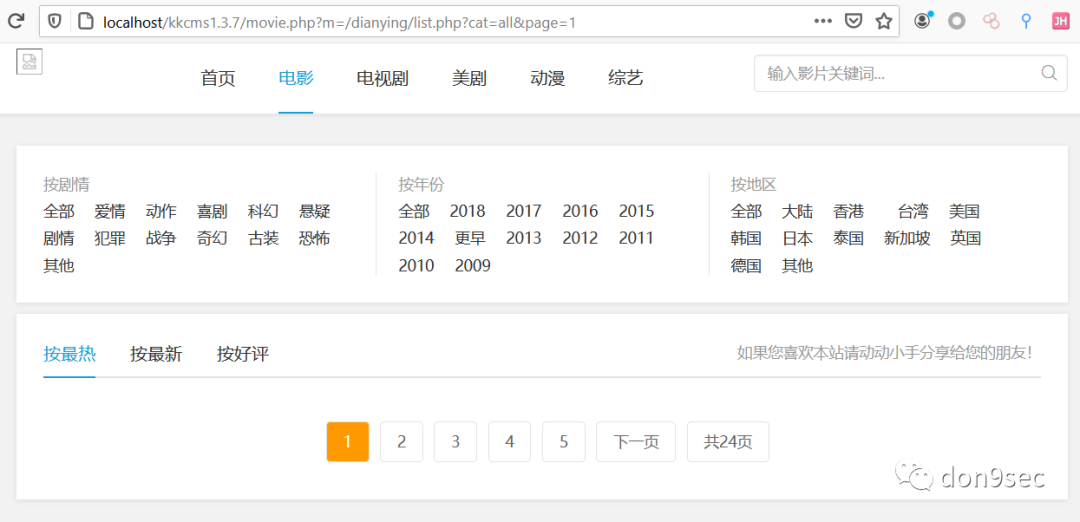 localhost/kkcms1.3.7/movie.php?m=/dianying/list.php?cat=all&page=1
JH
首页 电影 电视剧 美剧 动漫 综艺 输入影片关键词...
按剧情 按年份 按地区
全部 爱情 动作 喜剧 科幻 悬疑 全部 2018 2017 2016 2015 全部 大陆 香港 台湾 美国
剧情 犯罪 战争 奇幻 古装 恐怖 2014 更早 2013 2012 2011 韩国 日本 泰国 新加坡 英国
其他 2010 2009 德国 其他
按最热 按最新 按好评 如果您喜欢本站请动动小手分享给您的朋友!
1 2 3 4 5 下一页 共24页
don9sec